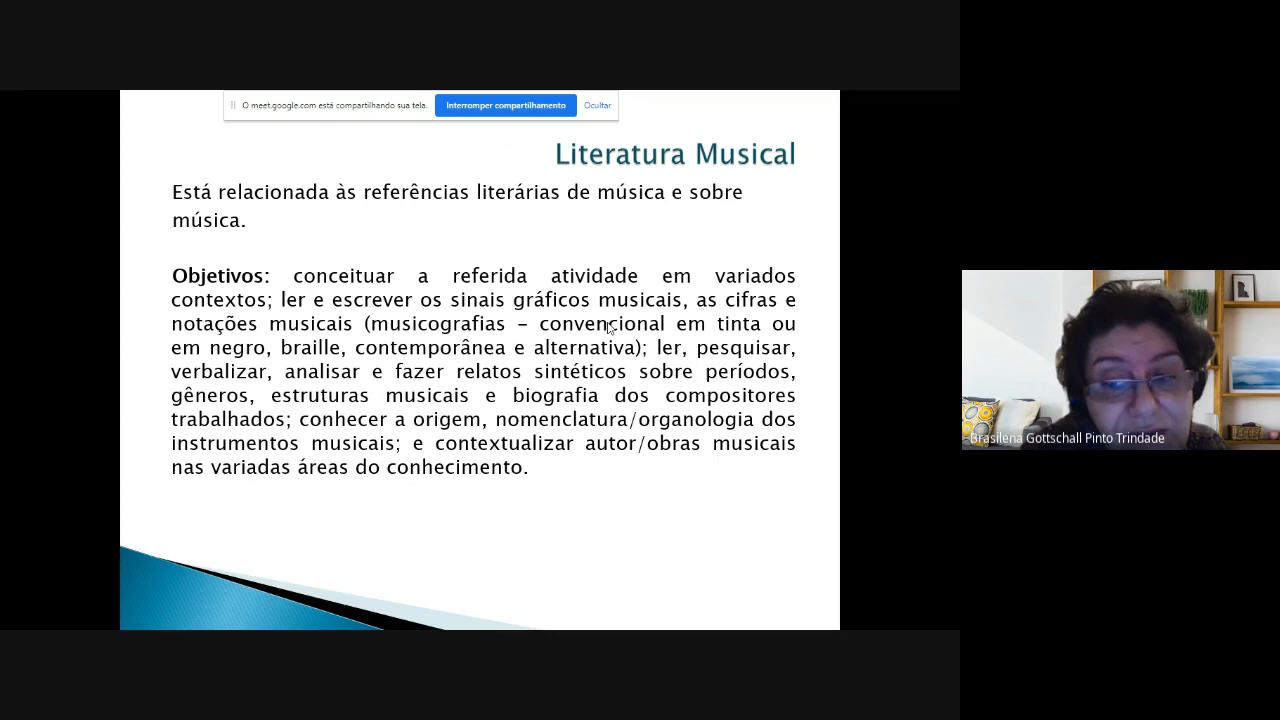 O meet.google.com está compartilhando sua tela. Interromper compartilhamento Ocultar
Literatura Musical
Está relacionada às referências literárias de música e sobre
música.
Objetivos: conceituar a referida atividade em variados
contextos; ler e escrever os sinais gráficos musicais, as cifras e
notações musicais (musicografias – convencional em tinta ou
em negro, braille, contemporânea e alternativa); ler, pesquisar,
verbalizar, analisar e fazer relatos sintéticos sobre períodos,
gêneros, estruturas musicais e biografia dos compositores
trabalhados; conhecer a origem, nomenclatura/organologia dos
instrumentos musicais; e contextualizar autor/obras musicais
nas variadas áreas do conhecimento.
Brasilena Gottschall Pinto Trindade